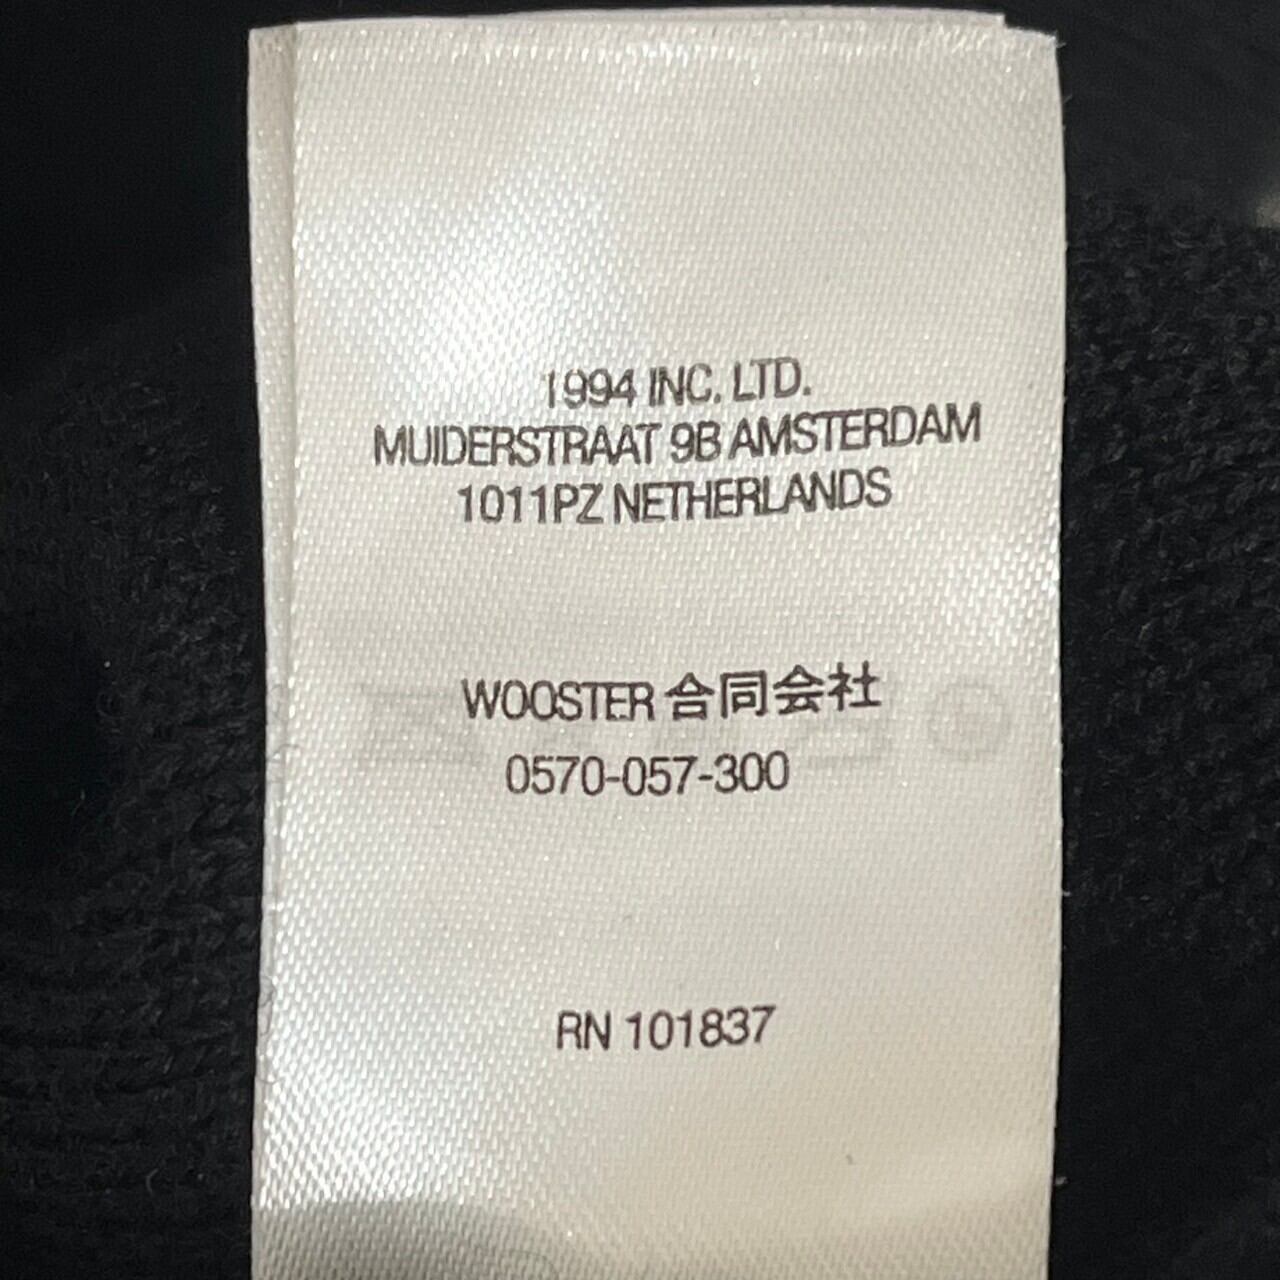 1994 INC. LTD.
MUIDERSTRAAT 9B AMSTERDAM
1011PZ NETHERLANDS
WOOSTER 合同会社
0570-057-300
RN 101837